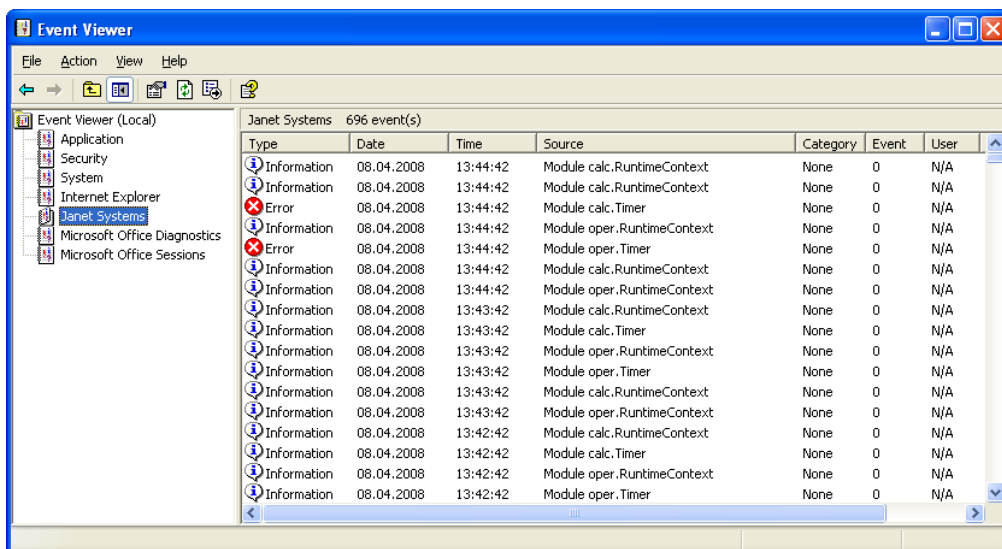 Event Viewer
File Action View Help
Event Viewer (Local)
Application
Security
System
Internet Explorer
Janet Systems
Microsoft Office Diagnostics
Microsoft Office Sessions
Janet Systems 696 event(s)
Type Date Time Source Category Event User
Information 08.04.2008 13:44:42 Module calc.RuntimeContext None 0 N/A
Information 08.04.2008 13:44:42 Module calc.RuntimeContext None 0 N/A
Error 08.04.2008 13:44:42 Module calc.Timer None 0 N/A
Information 08.04.2008 13:44:42 Module oper.RuntimeContext None 0 N/A
Error 08.04.2008 13:44:42 Module oper.Timer None 0 N/A
Information 08.04.2008 13:44:42 Module calc.RuntimeContext None 0 N/A
Information 08.04.2008 13:44:42 Module oper.RuntimeContext None 0 N/A
Information 08.04.2008 13:43:42 Module calc.RuntimeContext None 0 N/A
Information 08.04.2008 13:43:42 Module calc.Timer None 0 N/A
Information 08.04.2008 13:43:42 Module oper.RuntimeContext None 0 N/A
Information 08.04.2008 13:43:42 Module oper.Timer None 0 N/A
Information 08.04.2008 13:43:42 Module calc.RuntimeContext None 0 N/A
Information 08.04.2008 13:43:42 Module oper.RuntimeContext None 0 N/A
Information 08.04.2008 13:42:42 Module calc.RuntimeContext None 0 N/A
Information 08.04.2008 13:42:42 Module calc.Timer None 0 N/A
Information 08.04.2008 13:42:42 Module oper.RuntimeContext None 0 N/A
Information 08.04.2008 13:42:42 Module oper.Timer None 0 N/A